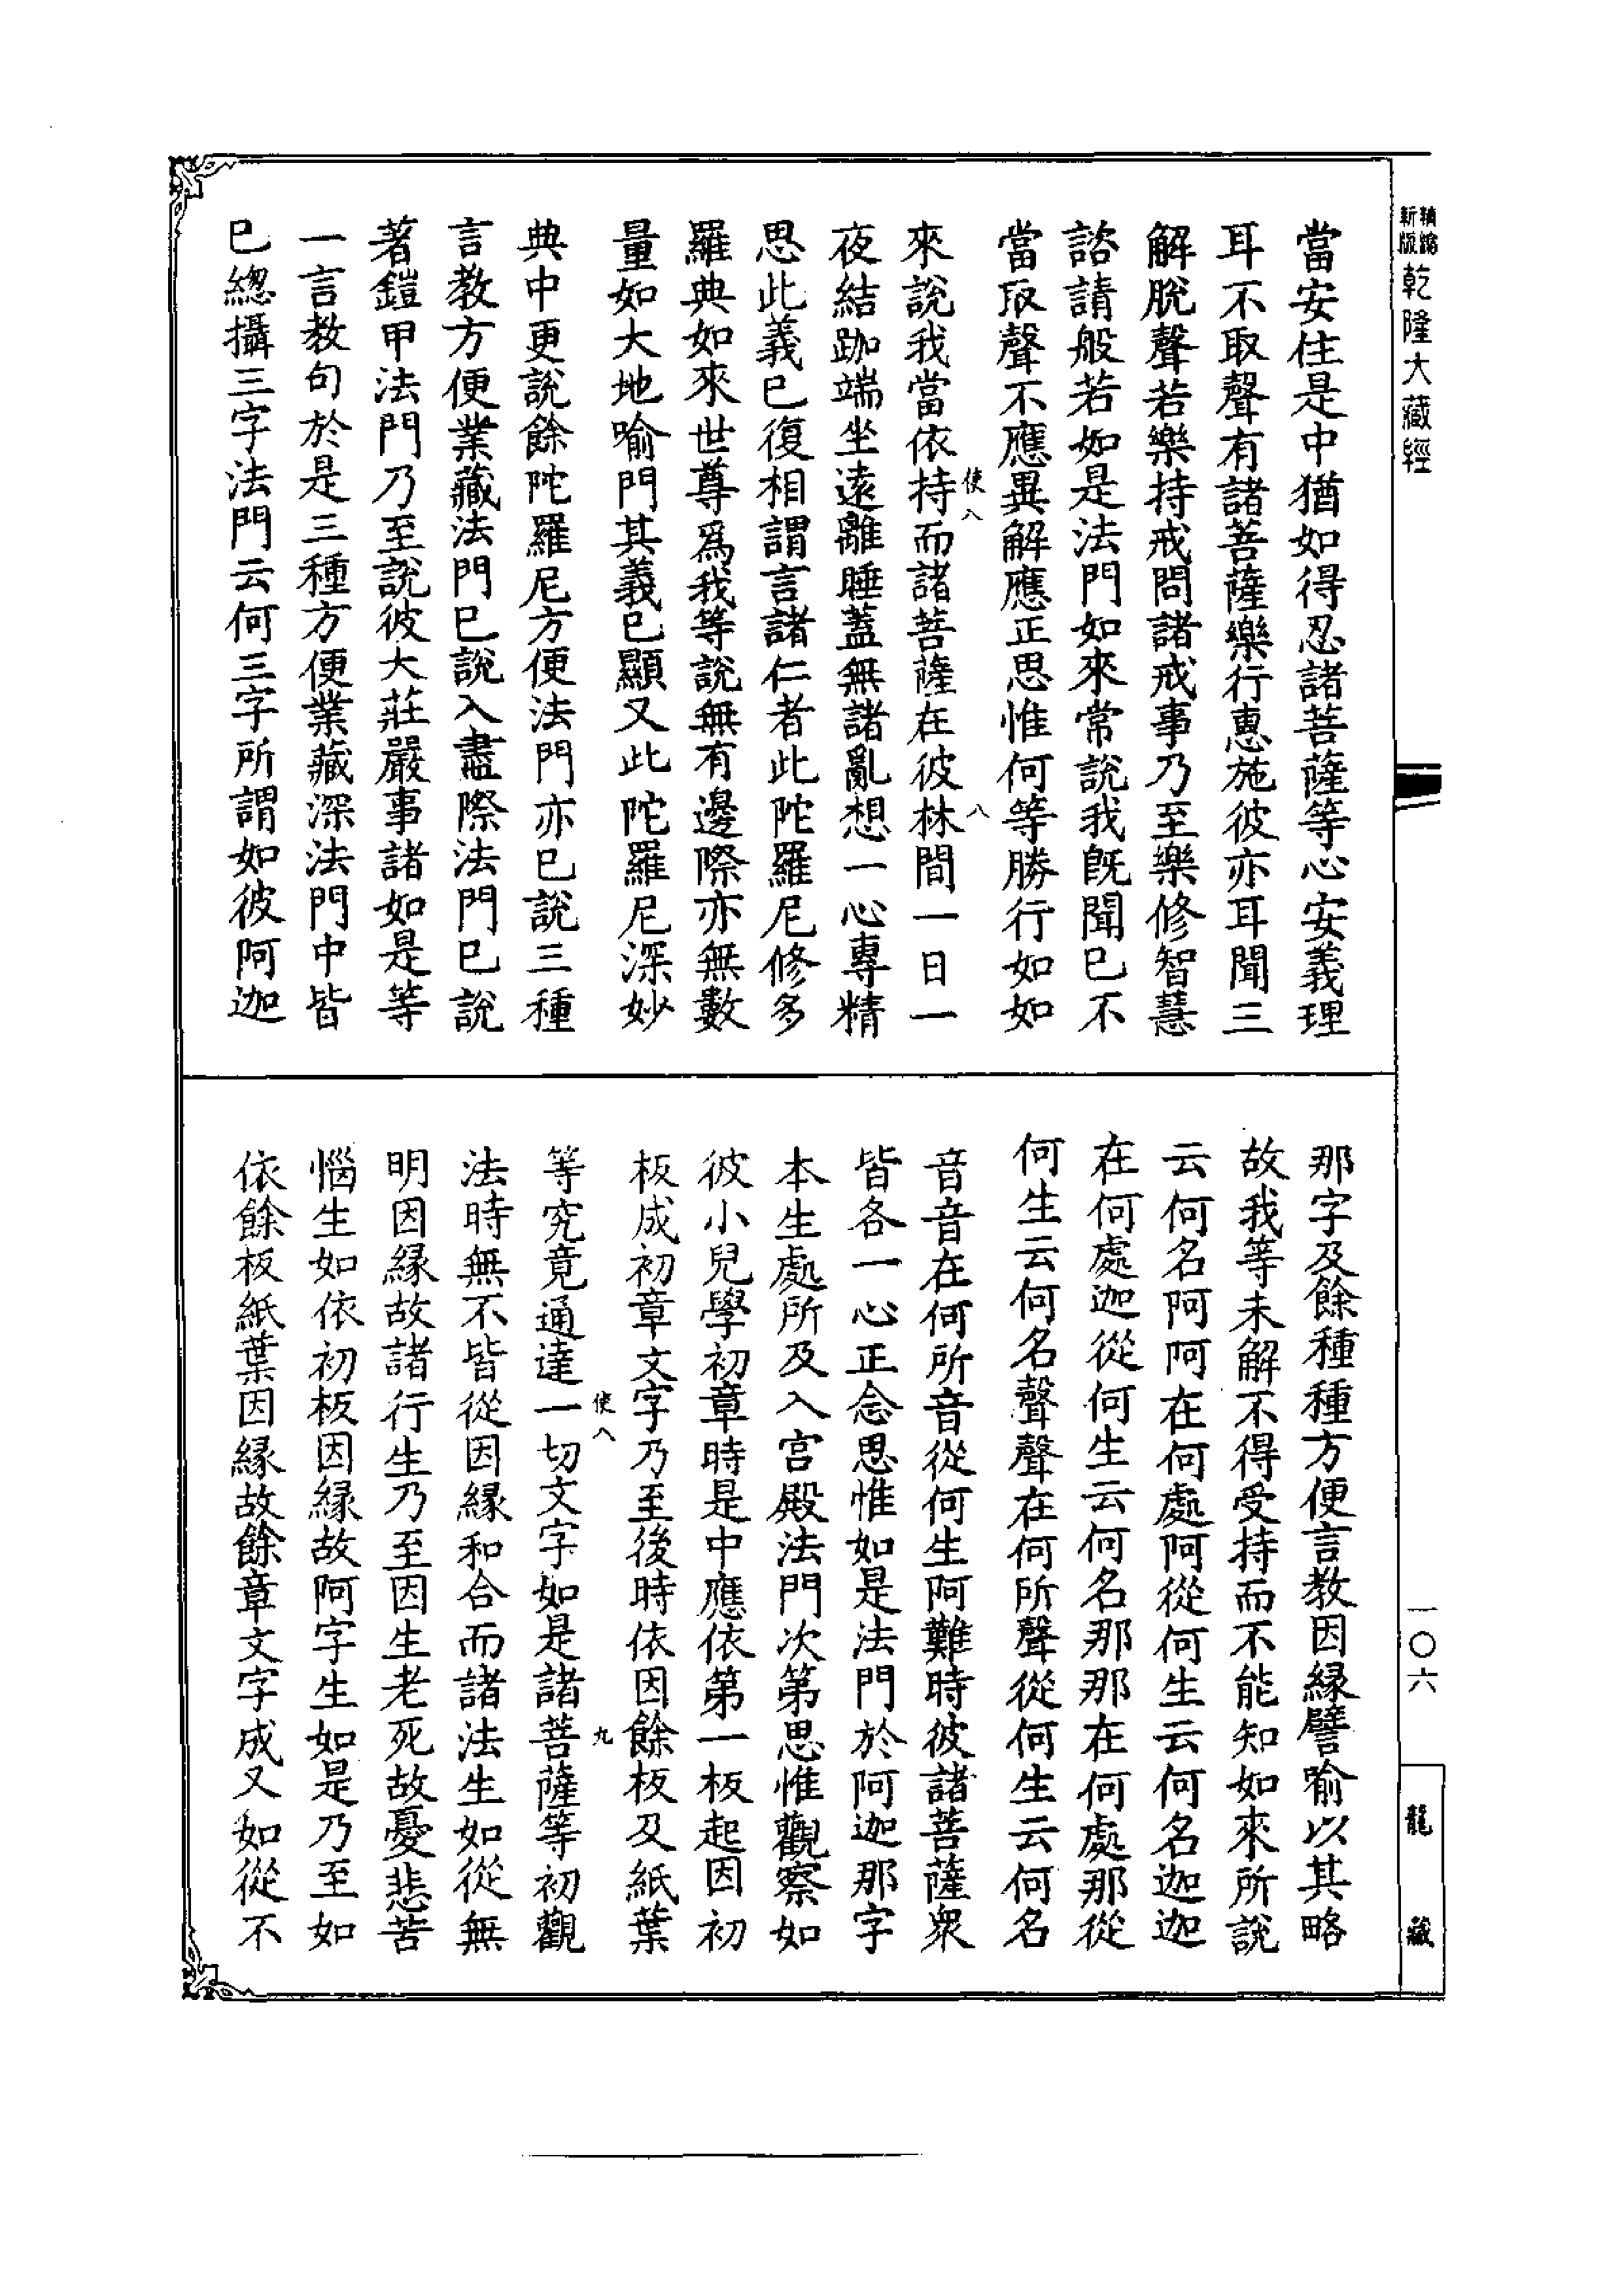 精縮新版乾隆大藏經
當安住是中猶如得忍諸菩薩等心安義理
耳不取聲有諸菩薩樂行惠施彼亦耳聞三
解脫聲若樂持戒問諸戒事乃至樂修智慧
諮請般若如是法門如來常說我旣聞已不
當取聲不應異解應正思惟何等勝行如如
來說我當依持而諸菩薩在彼林間一日一
使八
八
夜結跏端坐遠離睡蓋無諸亂想一心專精
思此義已復相謂言諸仁者此陀羅尼修多
羅典如來世尊爲我等說無有邊際亦無數
量如大地喻門其義已顯又此陀羅尼深妙
典中更說餘陀羅尼方便法門亦已說三種
言教方便業藏法門已說入盡際法門已說
著鎧甲法門乃至說彼大莊嚴事諸如是等
一言教句於是三種方便業藏深法門中皆
已總攝三字法門云何三字所謂如彼阿迦
那字及餘種種方便言教因緣譬喻以其略
故我等未解不得受持而不能知如來所說
云何名阿阿在何處阿從何生云何名迦迦
在何處迦從何生云何名那那在何處那從
何生云何名聲聲在何所聲從何生云何名
音音在何所音從何生阿難時彼諸菩薩衆
皆各一心正念思惟如是法門於阿迦那字
本生處所及入宮殿法門次第思惟觀察如
彼小兒學初章時是中應依第一板起因初
板成初章文字乃至後時依因餘板及紙葉
使八
九
等究竟通達一切文字如是諸菩薩等初觀
法時無不皆從因緣和合而諸法生如從無
明因緣故諸行生乃至因生老死故憂悲苦
惱生如依初板因緣故阿字生如是乃至如
依餘板紙葉因緣故餘章文字成又如從不
一〇六
龍藏